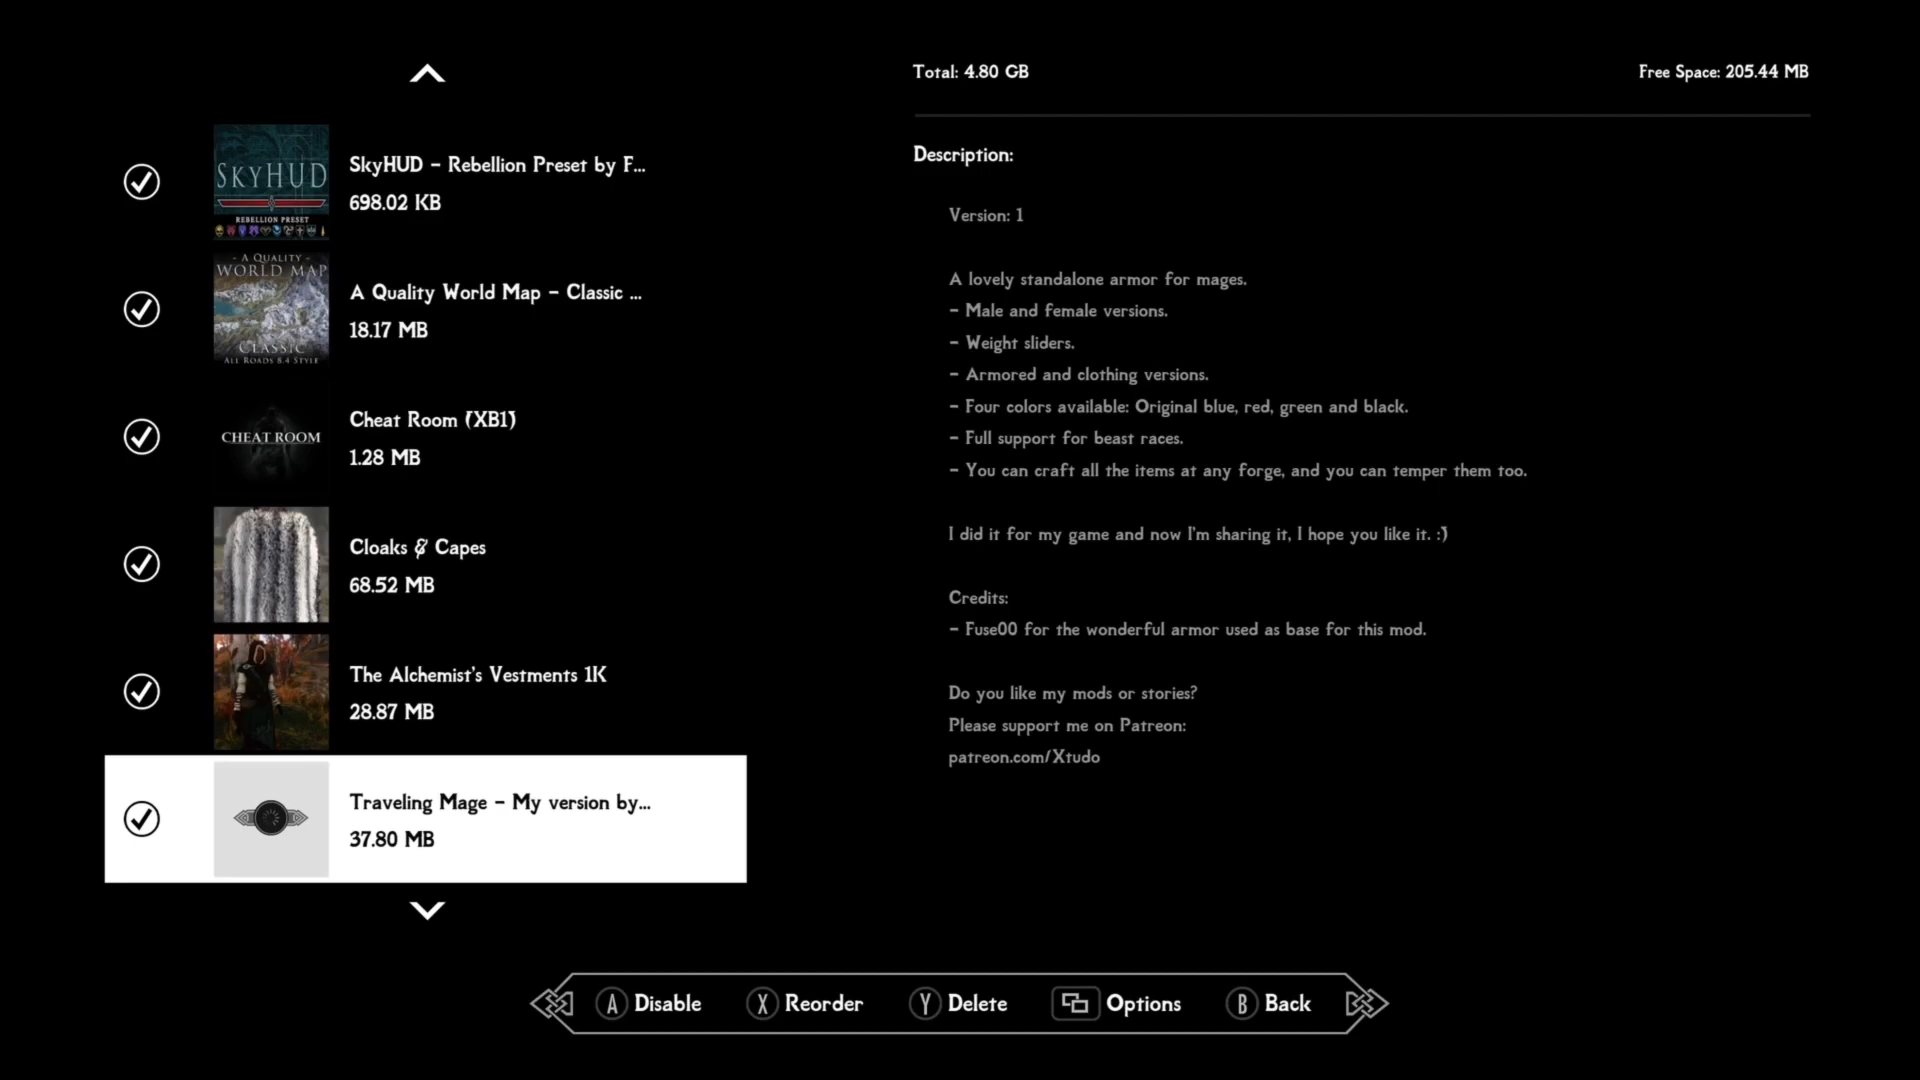 Total: 4.80 GB
Free Space: 205.44 MB
SKYHUD
REBELLION PRESET
SkyHUD - Rebellion Preset by F...
698.02 KB
- A QUALITY -
WORLD MAP
CLASSIC
ALL ROADS 8.4 STYLE
A Quality World Map - Classic ...
18.17 MB
CHEAT ROOM
Cheat Room (XB1)
1.28 MB
Cloaks & Capes
68.52 MB
The Alchemist's Vestments 1K
28.87 MB
Traveling Mage - My version by...
37.80 MB
Description:
Version: 1
A lovely standalone armor for mages.
- Male and female versions.
- Weight sliders.
- Armored and clothing versions.
- Four colors available: Original blue, red, green and black.
- Full support for beast races.
- You can craft all the items at any forge, and you can temper them too.
I did it for my game and now I'm sharing it, I hope you like it. :)
Credits:
- Fuse00 for the wonderful armor used as base for this mod.
Do you like my mods or stories?
Please support me on Patreon:
patreon.com/Xtudo
A Disable X Reorder Y Delete Options B Back